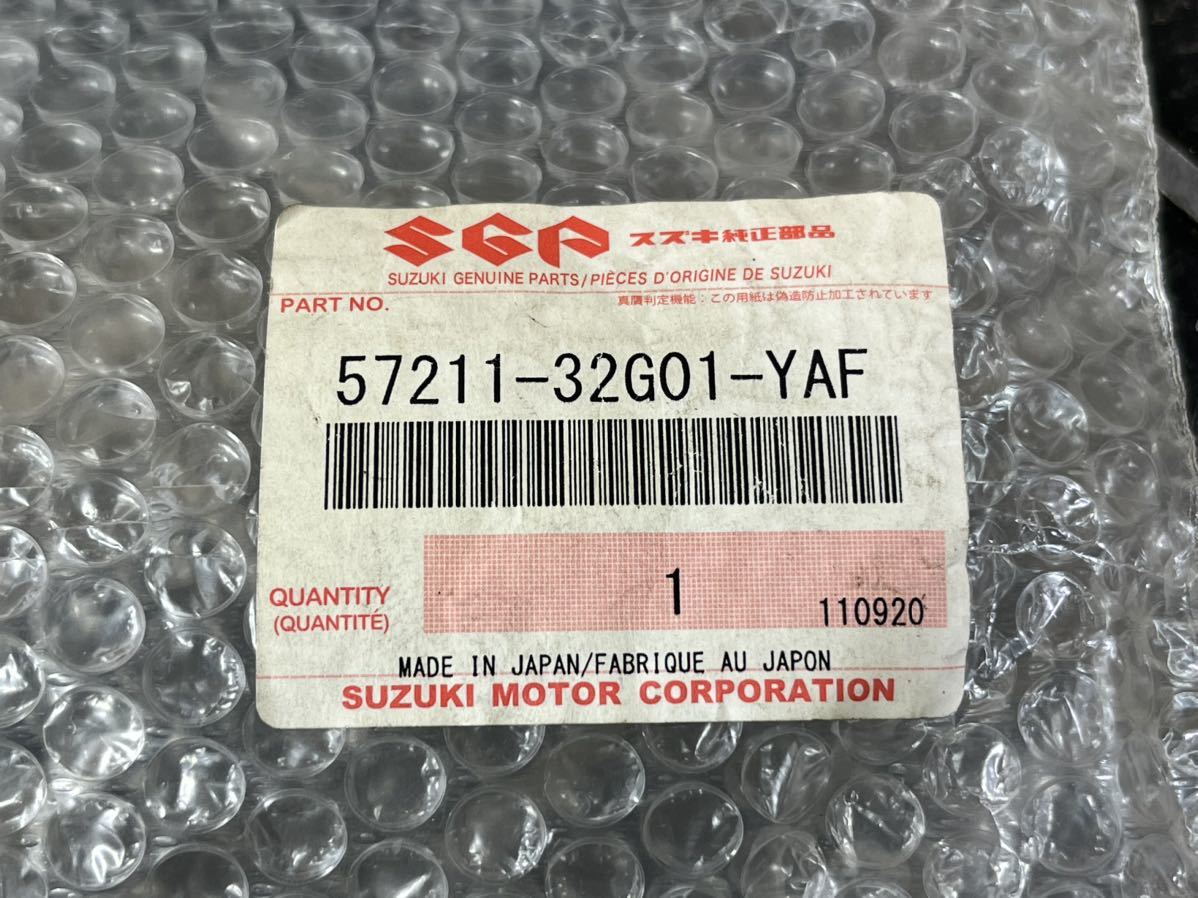 SGP スズキ純正部品
SUZUKI GENUINE PARTS/PIÈCES D'ORIGINE DE SUZUKI
PART NO.
真贋判定機能：この用紙は偽造防止加工されています
57211-32G01-YAF
QUANTITY
(QUANTITÉ)
1
110920
MADE IN JAPAN/FABRIQUE AU JAPON
SUZUKI MOTOR CORPORATION